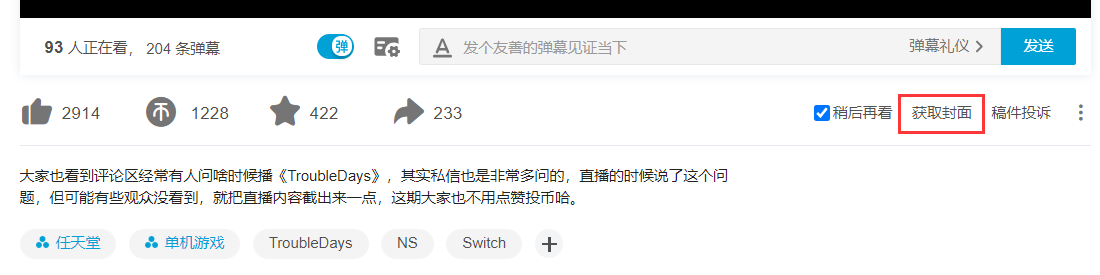 93 人正在看， 204 条弹幕 弹 发个友善的弹幕见证当下 弹幕礼仪 发送
2914 1228 422 233 稍后再看 获取封面 稿件投诉
大家也看到评论区经常有人问啥时候播《TroubleDays》，其实私信也是非常多问的，直播的时候说了这个问
题，但可能有些观众没看到，就把直播内容截出来一点，这期大家也不用点赞投币哈。
任天堂 单机游戏 TroubleDays NS Switch